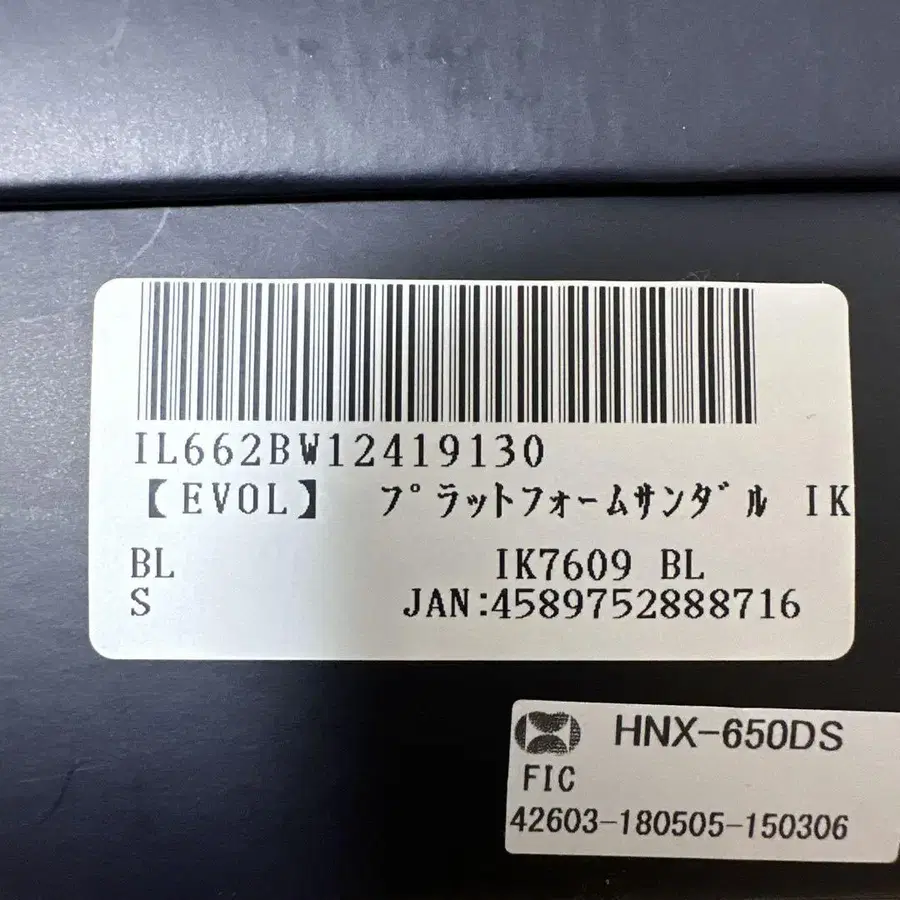 IL662BW12419130
【EVOL】 プラットフォームサンダル IK
BL IK7609 BL
S JAN:4589752888716
HNX-650DS
FIC
42603-180505-150306